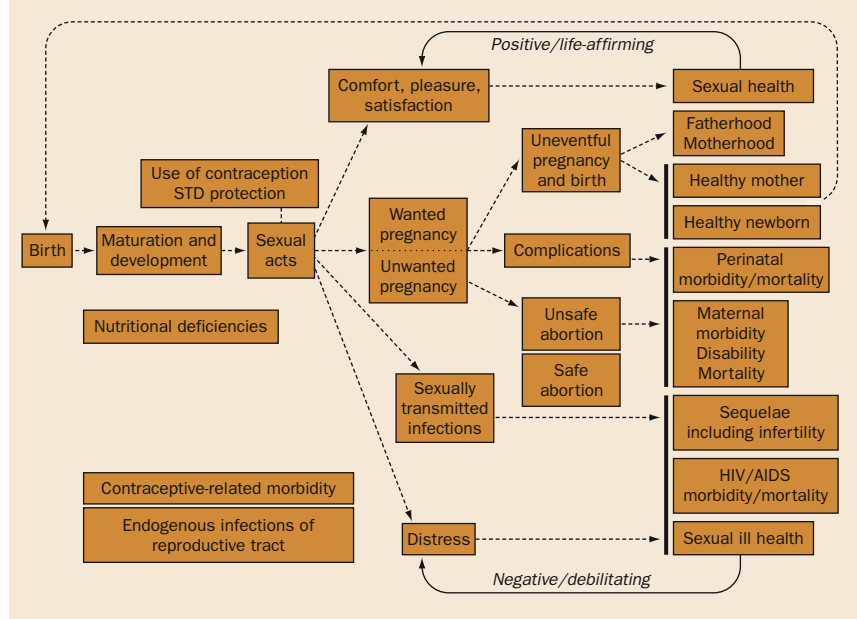 Positive/life-affirming
Comfort, pleasure,
satisfaction
Sexual health
Fatherhood
Motherhood
Uneventful
pregnancy
and birth
Use of contraception
STD protection
Healthy mother
Wanted
pregnancy
Unwanted
pregnancy
Healthy newborn
Birth
Maturation and
development
Sexual
acts
Complications
Perinatal
morbidity/mortality
Nutritional deficiencies
Unsafe
abortion
Maternal
morbidity
Disability
Mortality
Safe
abortion
Sexually
transmitted
infections
Sequelae
including infertility
Contraceptive-related morbidity
HIV/AIDS
morbidity/mortality
Endogenous infections of
reproductive tract
Distress
Sexual ill health
Negative/debilitating